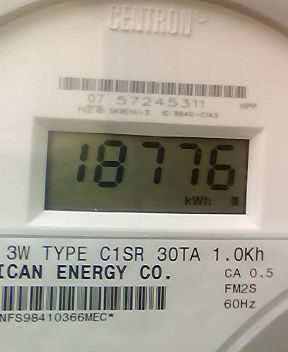 CENTRON
07 57245311
HPP
18776
kWh
3W TYPE C1SR 30TA 1.0Kh
ICAN ENERGY CO.
CA 0.5
FM2S
60Hz
NFS98410366MEC*